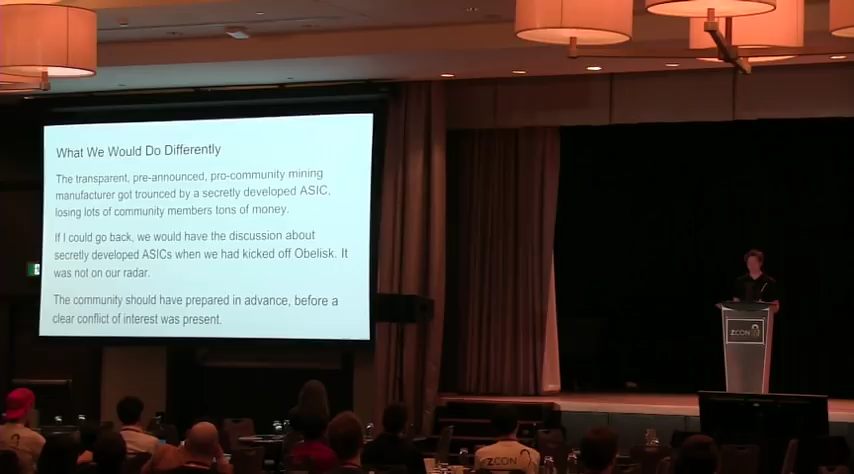 What We Would Do Differently
The transparent, pre-announced, pro-community mining
manufacturer got trounced by a secretly developed ASIC,
losing lots of community members tons of money.
If I could go back, we would have the discussion about
secretly developed ASICs when we had kicked off Obelisk. It
was not on our radar.
The community should have prepared in advance, before a
clear conflict of interest was present.
ZCON
ZCON